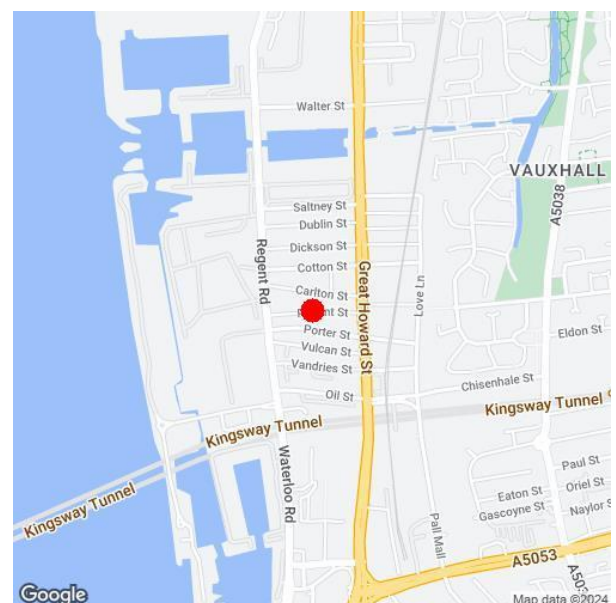 Walter St
VAUXHALL
A5038
Saltney St
Dublin St
Dickson St
Cotton St
Regent Rd
Great Howard St
Love Ln
Carlton St
Porter St
Eldon St
Vulcan St
Vandries St
Chisenhale St
Oil St
Kingsway Tunnel
Kingsway Tunnel
Kingsway Tunnel
Waterloo Rd
Paul St
Oriel St
Eaton St
Naylor St
Gascoyne St
Pall Mall
A5053
Google
Map data ©2024